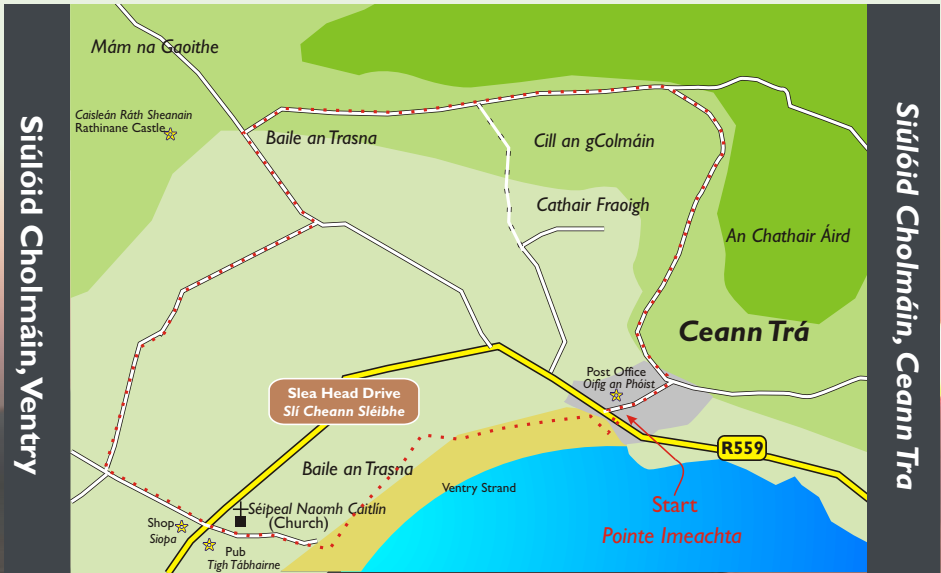 Siúlóid Cholmáin, Ventry
Mám na Gaoithe
Caisleán Ráth Sheanain
Rathinane Castle
Baile an Trasna
Cill an gColmáin
Cathair Fraoigh
An Chathair Áird
Ceann Trá
Post Office
Oifig an Phóist
Slea Head Drive
Slí Cheann Sléibhe
R559
Baile an Trasna
Ventry Strand
Séipeal Naomh Caitlín
(Church)
Start
Pointe Imeachta
Shop
Siopa
Pub
Tigh Tábhairne
Siúlóid Cholmáin, Ceann Tra